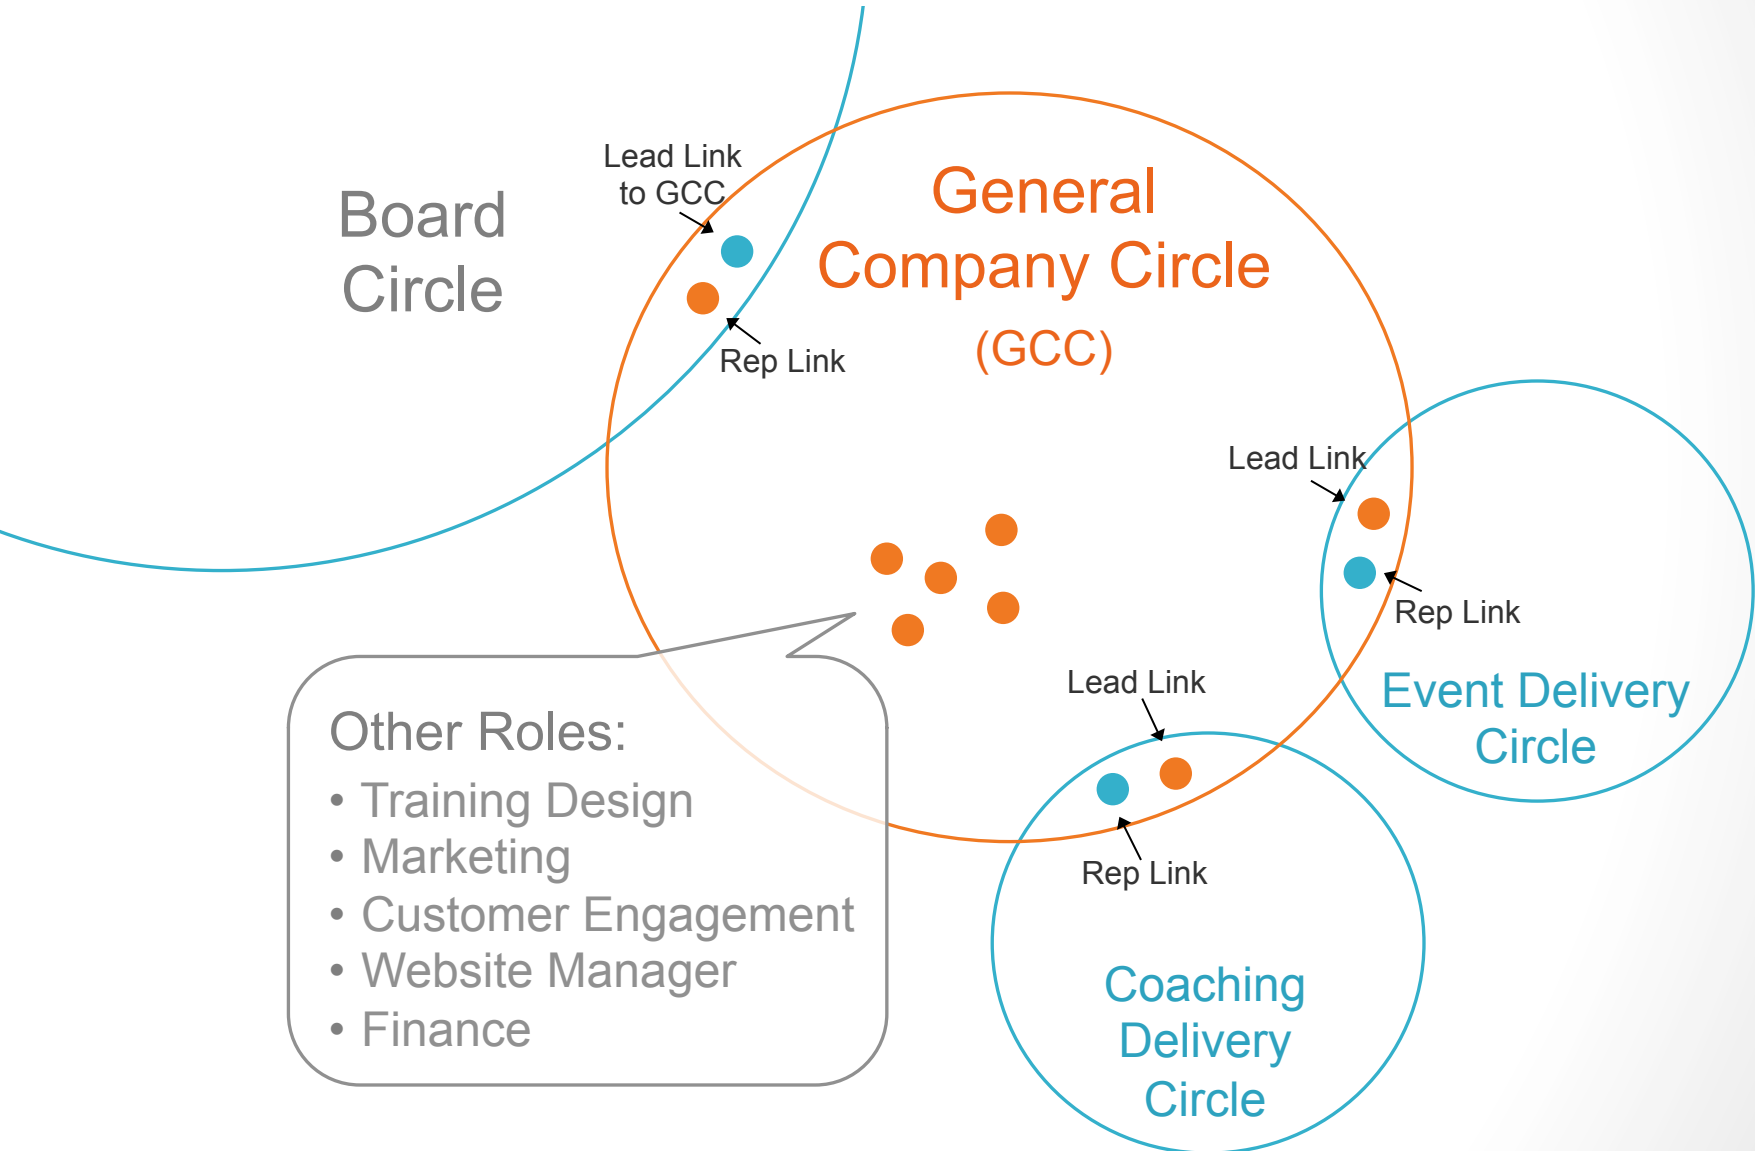 Board
Circle
Lead Link
to GCC
Rep Link
General
Company Circle
(GCC)
Lead Link
Rep Link
Event Delivery
Circle
Lead Link
Rep Link
Coaching
Delivery
Circle
Other Roles:
• Training Design
• Marketing
• Customer Engagement
• Website Manager
• Finance